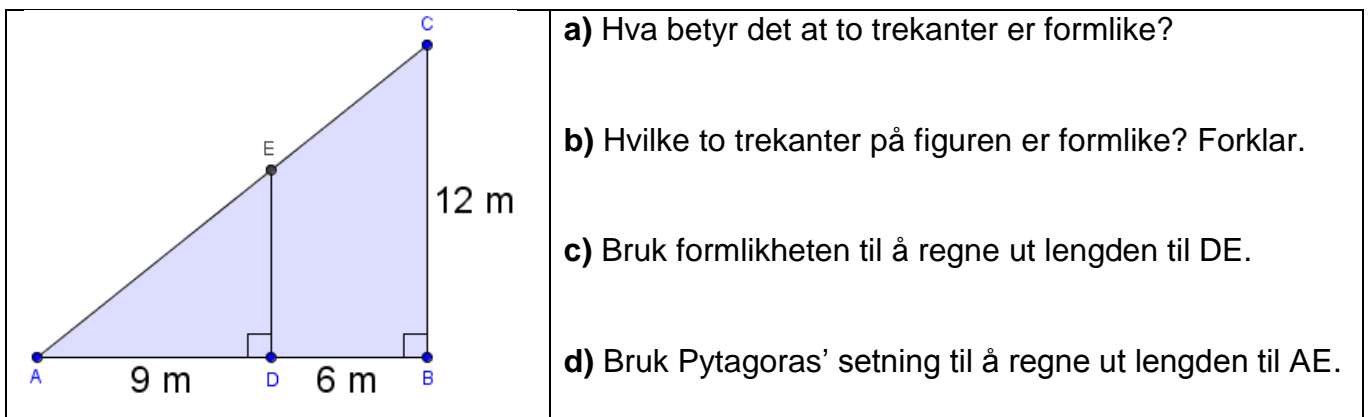 C
E
12 m
A
9 m
D
6 m
B
a) Hva betyr det at to trekanter er formlike?
b) Hvilke to trekanter på figuren er formlike? Forklar.
c) Bruk formlikheten til å regne ut lengden til DE.
d) Bruk Pytagoras’ setning til å regne ut lengden til AE.